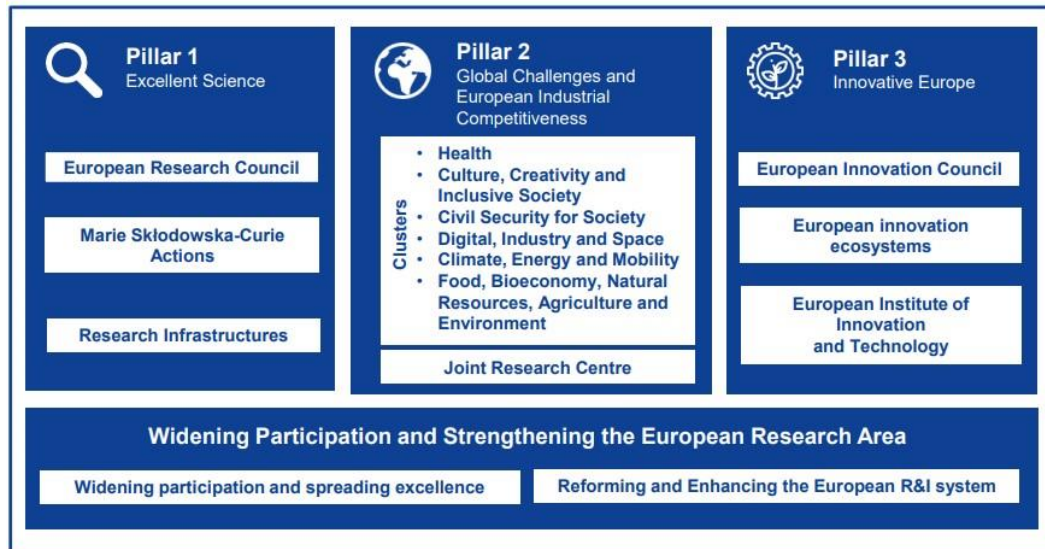 Pillar 1
Excellent Science
European Research Council
Marie Skłodowska-Curie
Actions
Research Infrastructures
Pillar 2
Global Challenges and
European Industrial
Competitiveness
Clusters
• Health
• Culture, Creativity and
Inclusive Society
• Civil Security for Society
• Digital, Industry and Space
• Climate, Energy and Mobility
• Food, Bioeconomy, Natural
Resources, Agriculture and
Environment
Joint Research Centre
Pillar 3
Innovative Europe
European Innovation Council
European innovation
ecosystems
European Institute of
Innovation
and Technology
Widening Participation and Strengthening the European Research Area
Widening participation and spreading excellence
Reforming and Enhancing the European R&I system